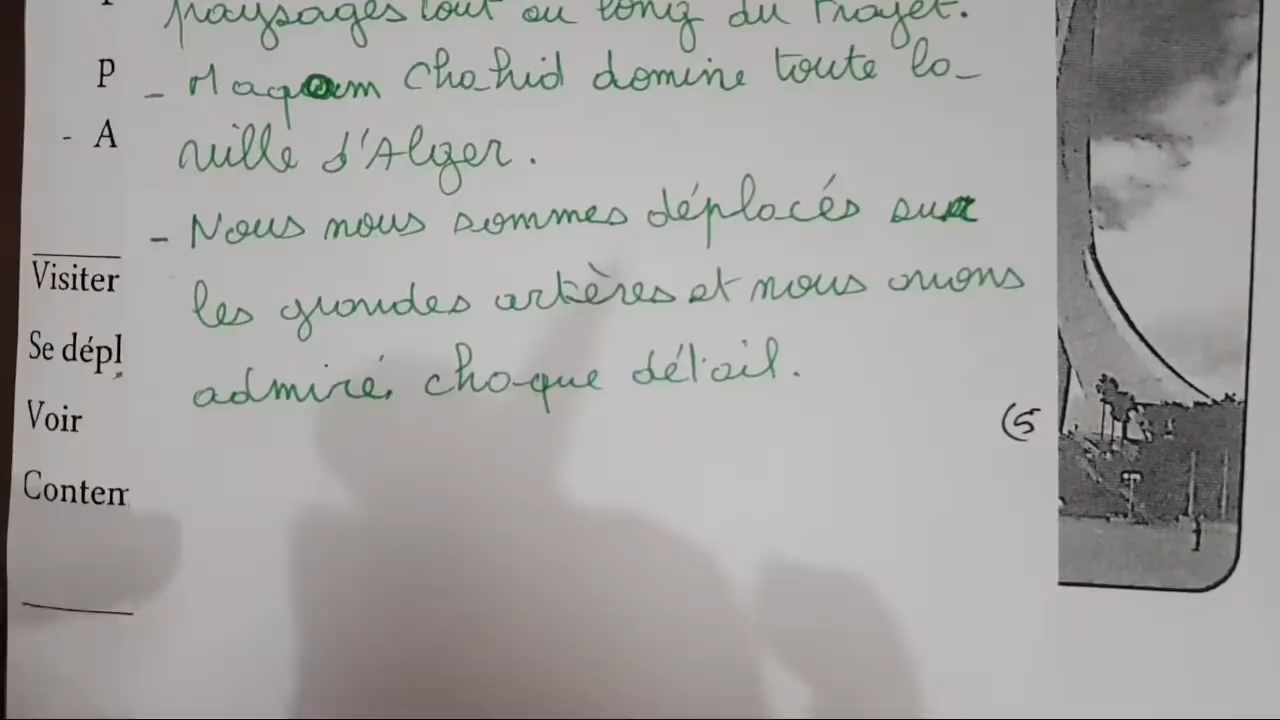 paysages tout au long du trajet.
P
- Maqam Chahid domine toute la
- A
ville d'Alger.
- Nous nous sommes déplacés sur
Visiter
les grandes artères et nous avons
Se dépl
admiré chaque détail.
Voir
(5
Contem